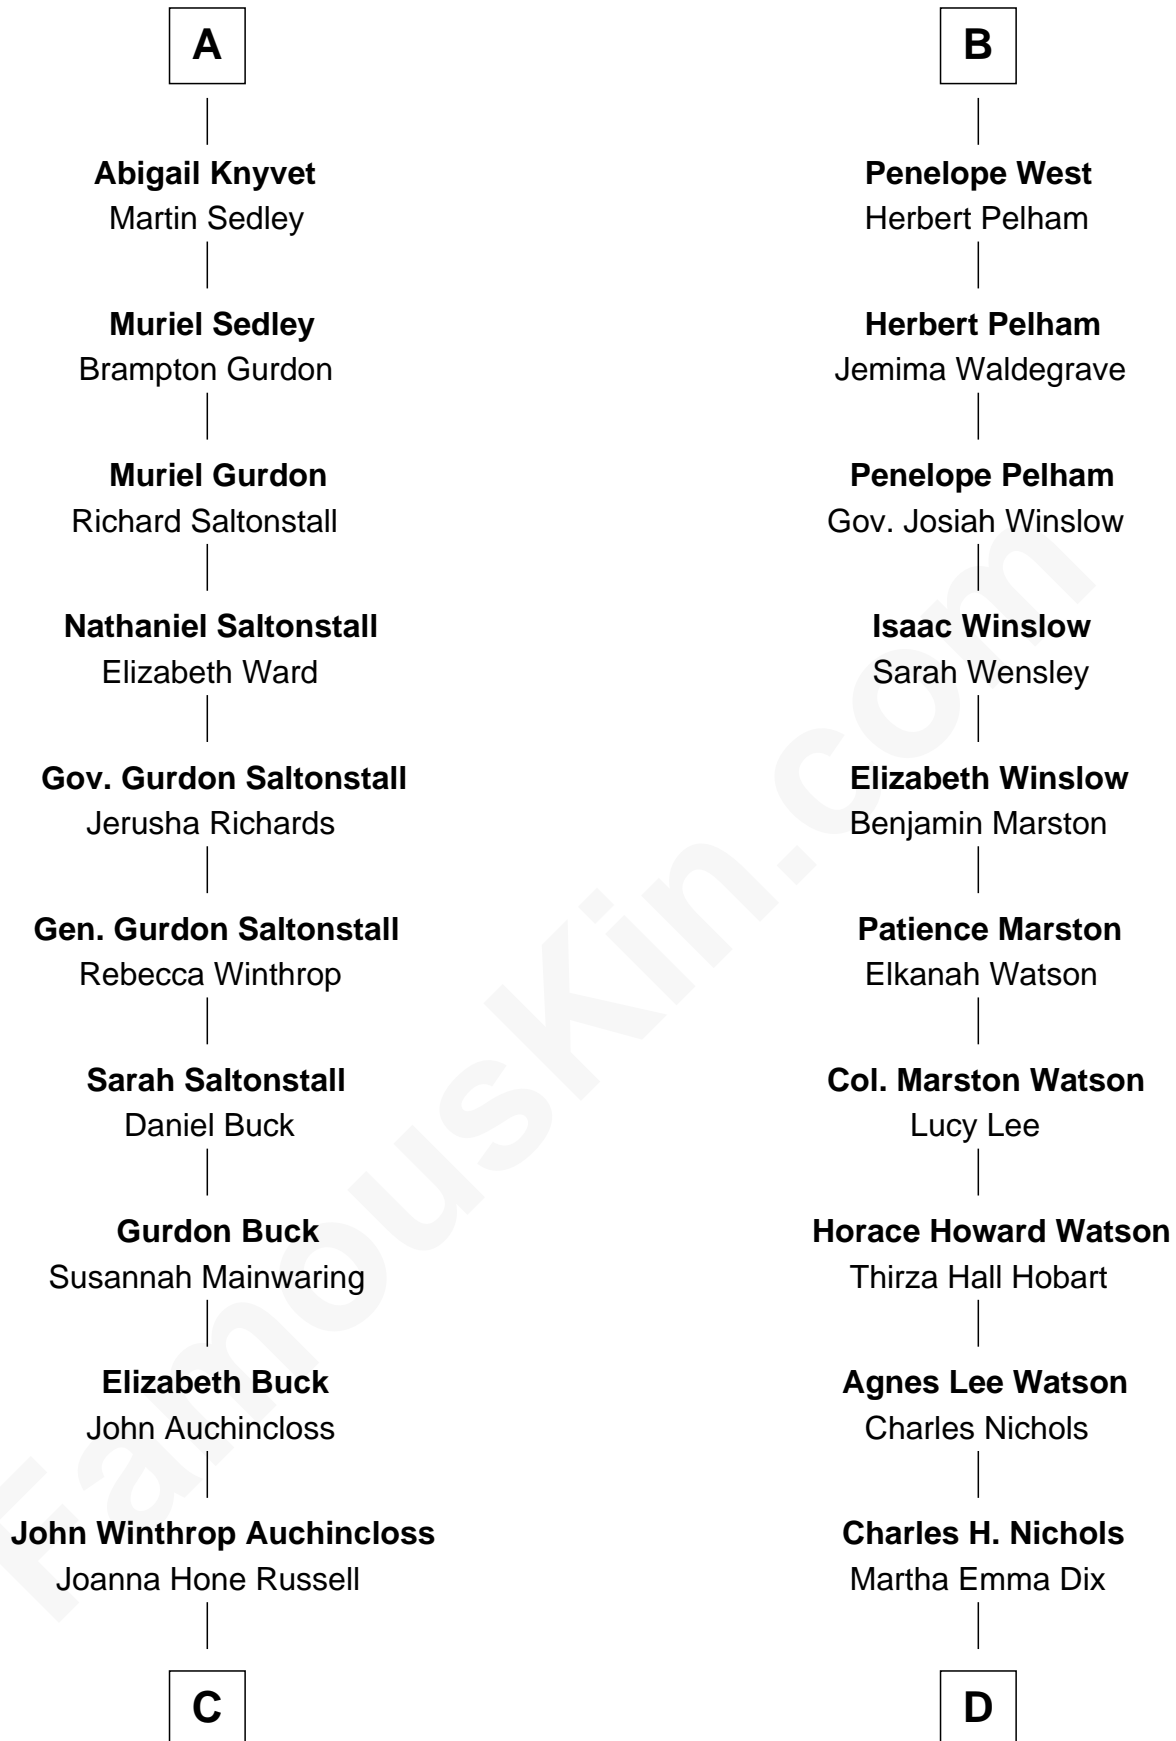 A
Abigail Knyvet
Martin Sedley
Muriel Sedley
Brampton Gurdon
Muriel Gurdon
Richard Saltonstall
Nathaniel Saltonstall
Elizabeth Ward
Gov. Gurdon Saltonstall
Jerusha Richards
Gen. Gurdon Saltonstall
Rebecca Winthrop
Sarah Saltonstall
Daniel Buck
Gurdon Buck
Susannah Mainwaring
Elizabeth Buck
John Auchincloss
John Winthrop Auchincloss
Joanna Hone Russell
C
B
Penelope West
Herbert Pelham
Herbert Pelham
Jemima Waldegrave
Penelope Pelham
Gov. Josiah Winslow
Isaac Winslow
Sarah Wensley
Elizabeth Winslow
Benjamin Marston
Patience Marston
Elkanah Watson
Col. Marston Watson
Lucy Lee
Horace Howard Watson
Thirza Hall Hobart
Agnes Lee Watson
Charles Nichols
Charles H. Nichols
Martha Emma Dix
D
FamousKin.com